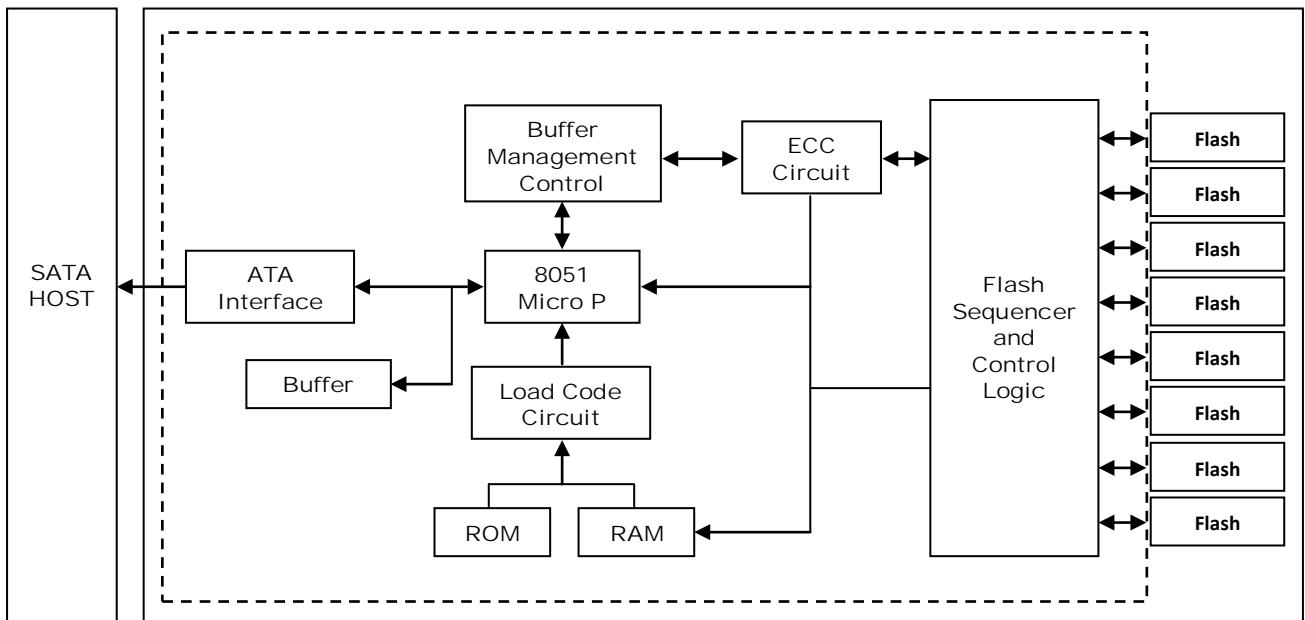 SATA
HOST
ATA
Interface
Buffer
Buffer
Management
Control
8051
Micro P
Load Code
Circuit
ROM
RAM
ECC
Circuit
Flash
Sequencer
and
Control
Logic
Flash
Flash
Flash
Flash
Flash
Flash
Flash
Flash